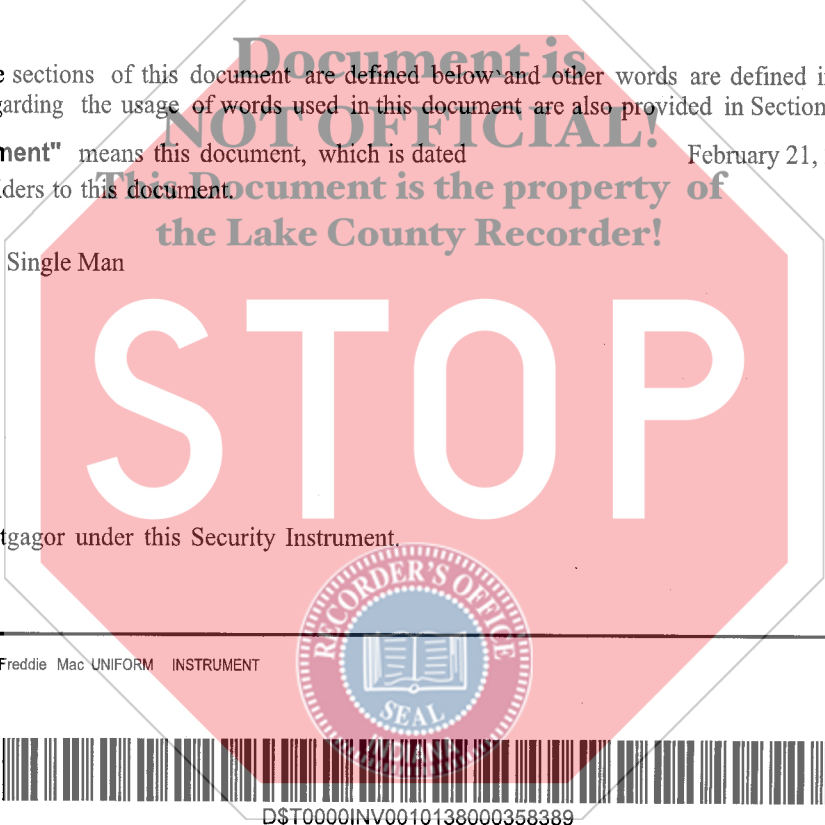 Document is
e sections of this document are defined below and other words are defined i
garding the usage of words used in this document are also provided in Section
NOT OFFICIAL!
ment" means this document, which is dated February 21,
This Document is the property of
ders to this document.
the Lake County Recorder!
Single Man
STOP
tgagor under this Security Instrument.
RECORDER'S OFFICE
SEAL
INDIANA
Freddie Mac UNIFORM INSTRUMENT
D$T0000INV0010138000358389